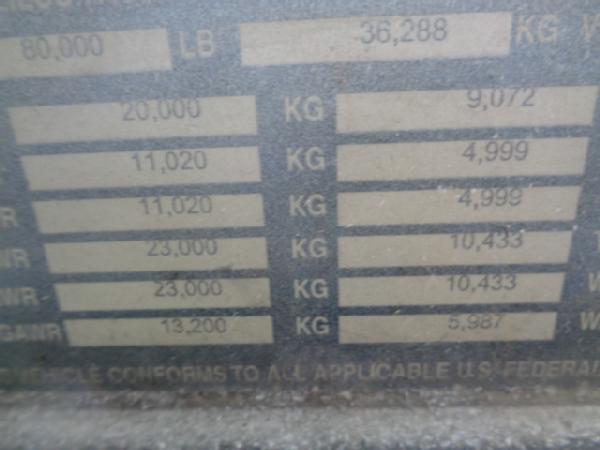 80,000 LB 36,288 KG
20,000 KG 9,072
11,020 KG 4,999
11,020 KG 4,999
23,000 KG 10,433
23,000 KG 10,433
GAWR 13,200 KG 5,987
VEHICLE CONFORMS TO ALL APPLICABLE U.S. FEDERAL